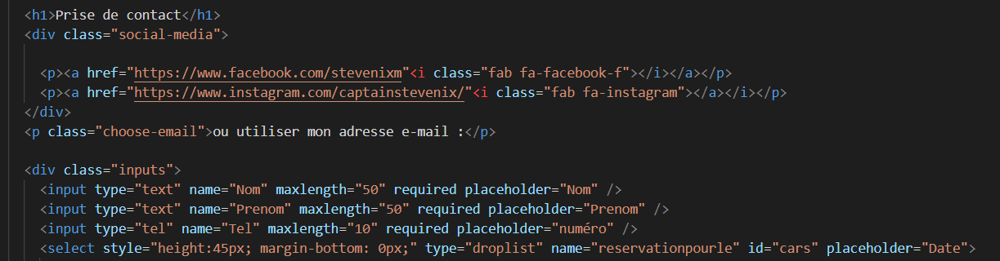 <h1>Prise de contact</h1>
<div class="social-media">
<p><a href="https://www.facebook.com/stevenixm"<i class="fab fa-facebook-f"></i></a></p>
<p><a href="https://www.instagram.com/captainstevenix/"<i class="fab fa-instagram"></a></i></p>
</div>
<p class="choose-email">ou utiliser mon adresse e-mail :</p>
<div class="inputs">
<input type="text" name="Nom" maxlength="50" required placeholder="Nom" />
<input type="text" name="Prenom" maxlength="50" required placeholder="Prenom" />
<input type="tel" name="Tel" maxlength="10" required placeholder="numéro" />
<select style="height:45px; margin-bottom: 0px;" type="droplist" name="reservationpourle" id="cars" placeholder="Date">